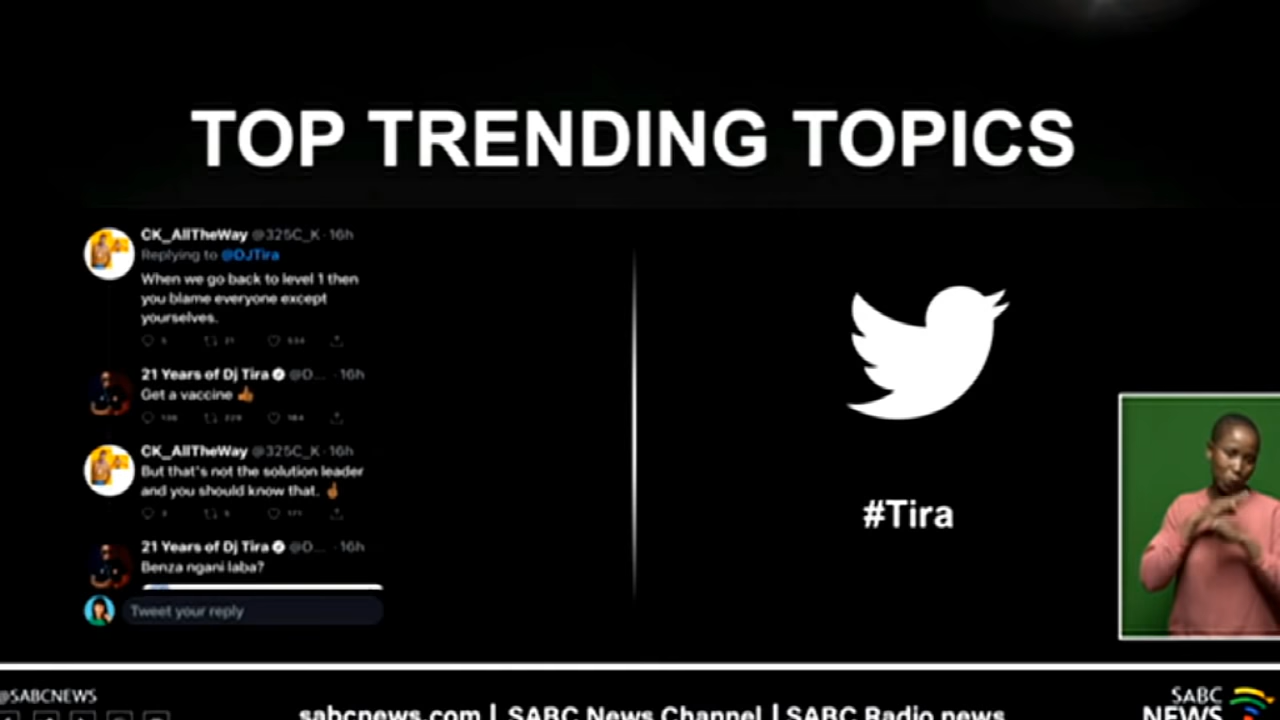 TOP TRENDING TOPICS
CK_AllTheWay @325C_K · 16h
Replying to @DJTira
When we go back to level 1 then
you blame everyone except
yourselves.
21 Years of Dj Tira @D... · 16h
Get a vaccine
CK_AllTheWay @325C_K · 16h
But that's not the solution leader
and you should know that.
21 Years of Dj Tira @D... · 16h
Benza ngani laba?
Tweet your reply
#Tira
@SABCNEWS
sabcnews.com | SABC News Channel | SABC Radio news
SABC
NEWS